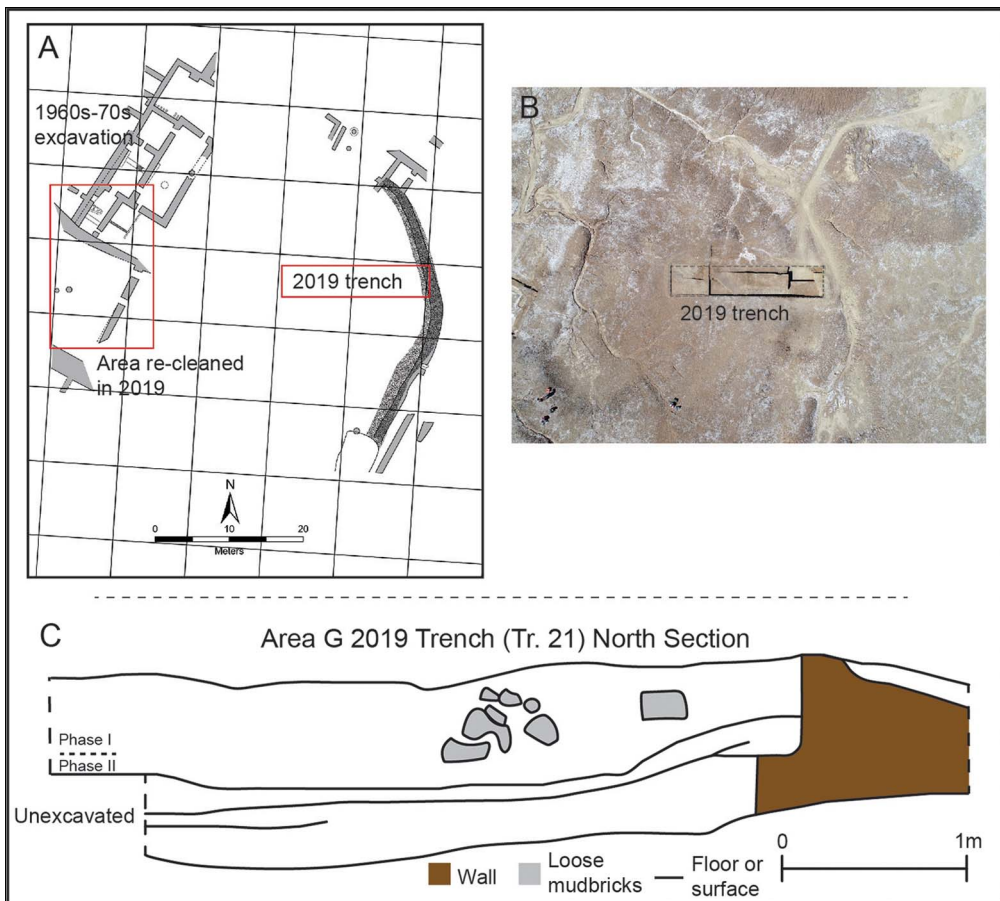 A
1960s-70s
excavation
2019 trench
Area re-cleaned
in 2019
N
0 10 20
Meters
B
2019 trench
C
Area G 2019 Trench (Tr. 21) North Section
Phase I
Phase II
Unexcavated
0 1m
Wall
Loose
mudbricks
Floor or
surface